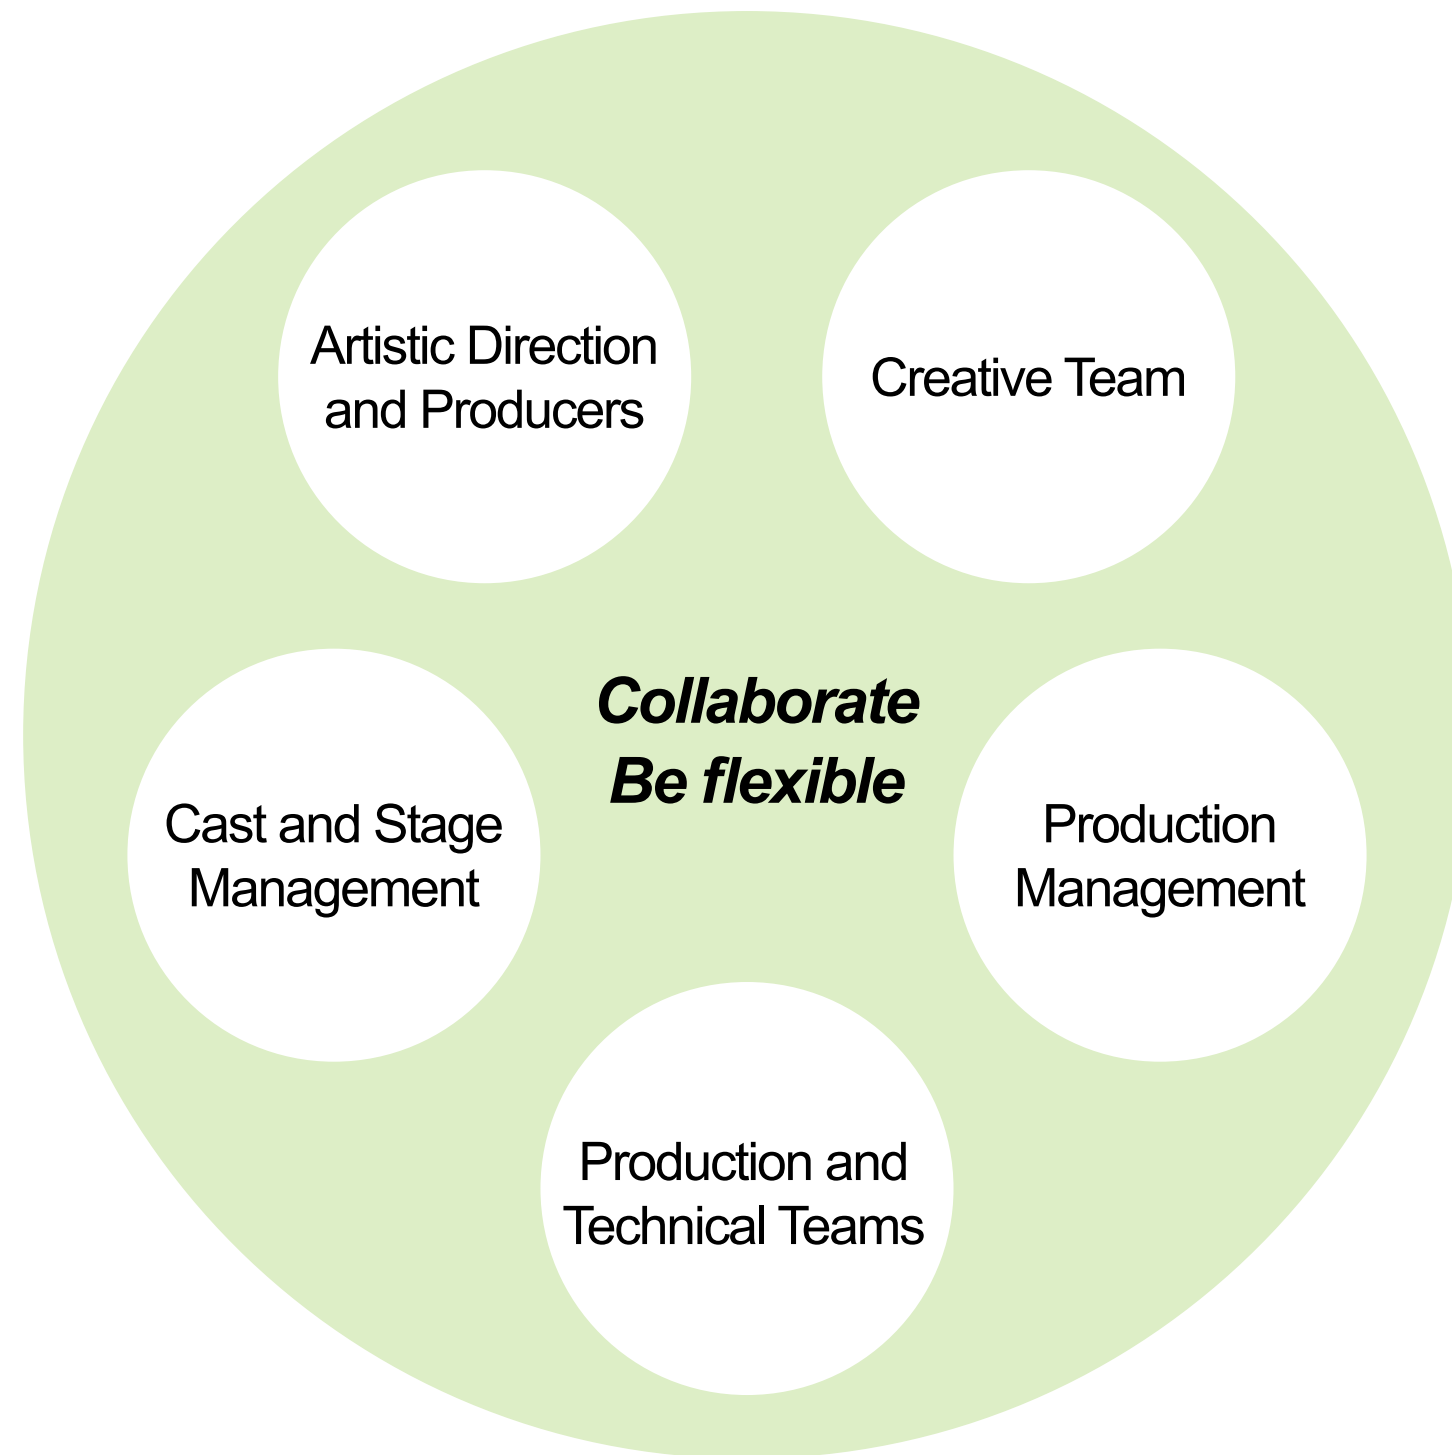 Artistic Direction
and Producers
Creative Team
Collaborate
Be flexible
Cast and Stage
Management
Production
Management
Production and
Technical Teams